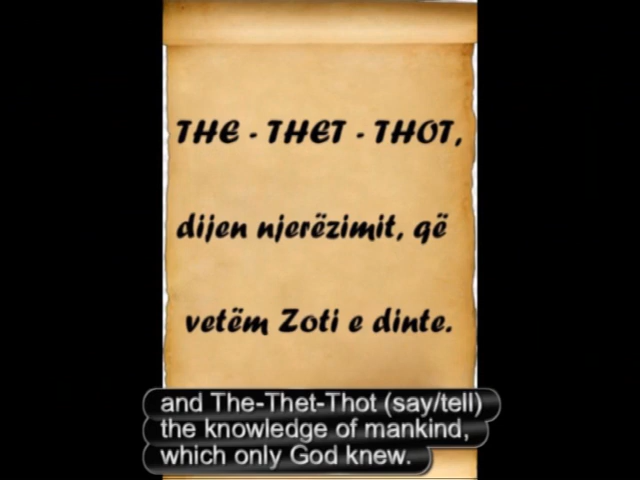 THE - THET - THOT,
dijen njerëzimit, që
vetëm Zoti e dinte.
and The-Thet-Thot (say/tell)
the knowledge of mankind,
which only God knew.